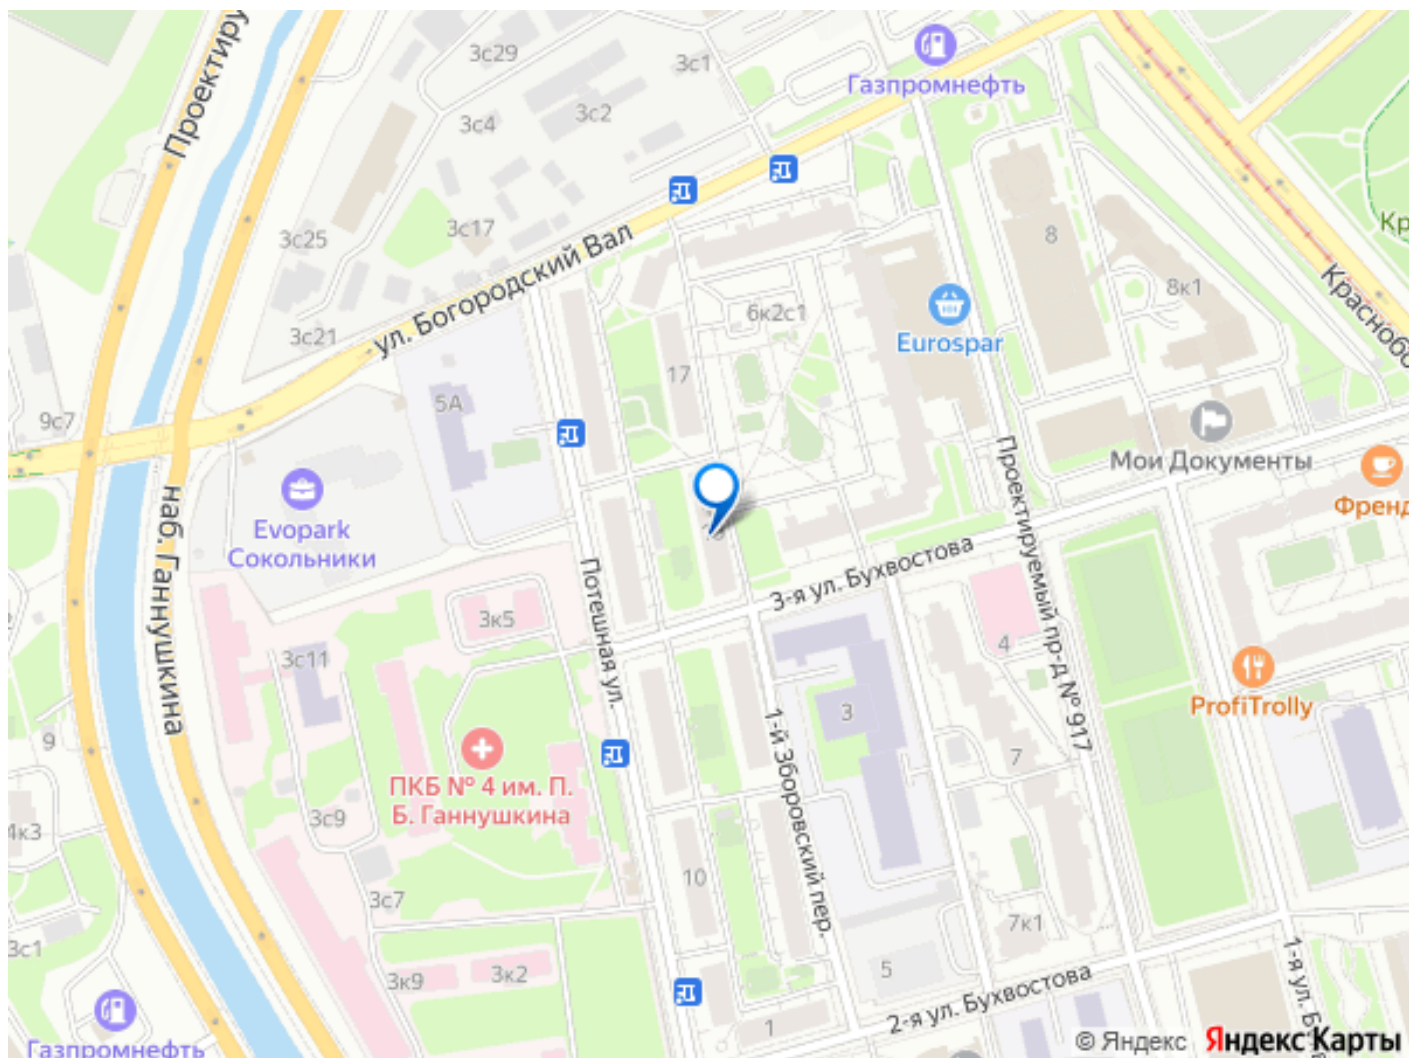 Проектиру
3с29
3с1
Газпромнефть
3с4
3с2
3с17
3с25
3с21
ул. Богородский Вал
8
8к1
Кр
Краснобо
6к2с1
Eurospar
17
5А
9с7
Мои Документы
Френд
Evopark
Сокольники
наб. Ганнушкина
Потешная ул.
3-я ул. Бухвостова
Проектируемый пр-д № 917
3к5
3с11
4
ProfiTrolly
3
7
9
ПКБ № 4 им. П.
Б. Ганнушкина
1-й Зборовский пер.
4к3
3с9
10
3с7
7к1
3с1
3к9
3к2
5
2-я ул. Бухвостова
1-я ул. Б
1
Газпромнефть
© Яндекс Яндекс Карты